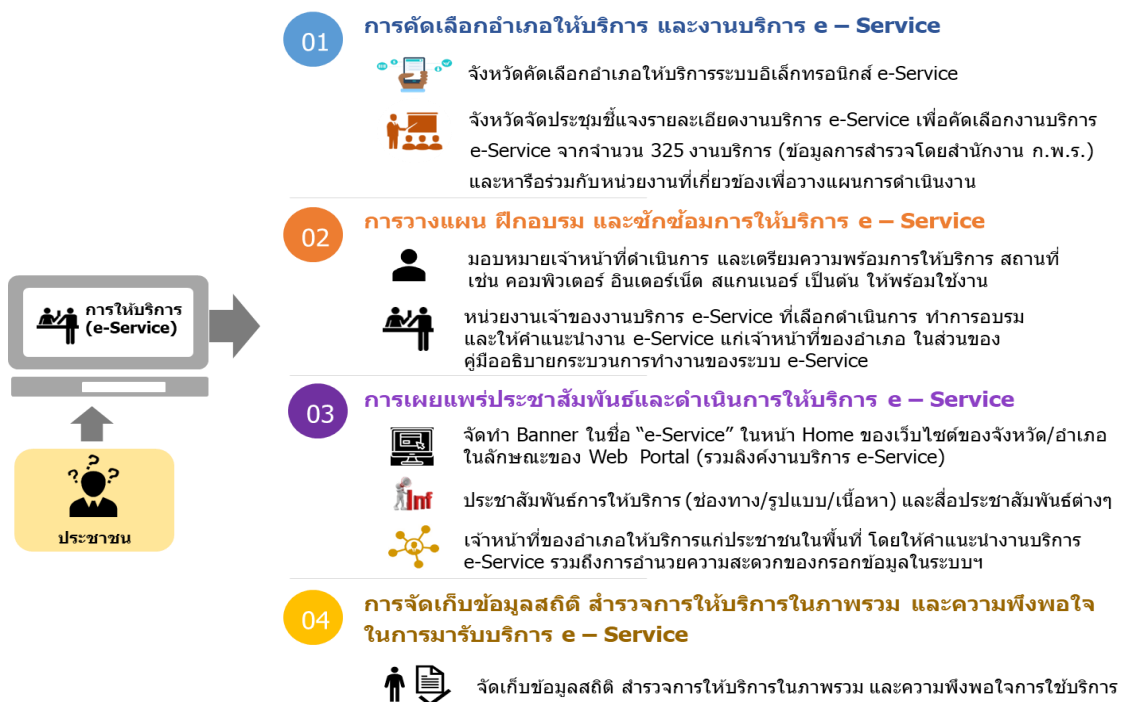 01
การคัดเลือกอำเภอให้บริการ และงานบริการ e – Service
จังหวัดคัดเลือกอำเภอให้บริการระบบอิเล็กทรอนิกส์ e-Service
จังหวัดจัดประชุมชี้แจงรายละเอียดงานบริการ e-Service เพื่อคัดเลือกงานบริการ
e-Service จากจำนวน 325 งานบริการ (ข้อมูลการสำรวจโดยสำนักงาน ก.พ.ร.)
และหารือร่วมกับหน่วยงานที่เกี่ยวข้องเพื่อวางแผนการดำเนินงาน
02
การวางแผน ฝึกอบรม และซักซ้อมการให้บริการ e – Service
มอบหมายเจ้าหน้าที่ดำเนินการ และเตรียมความพร้อมการให้บริการ สถานที่
เช่น คอมพิวเตอร์ อินเตอร์เน็ต สแกนเนอร์ เป็นต้น ให้พร้อมใช้งาน
หน่วยงานเจ้าของงานบริการ e-Service ที่เลือกดำเนินการ ทำการอบรม
และให้คำแนะนำงาน e-Service แก่เจ้าหน้าที่ของอำเภอ ในส่วนของ
คู่มืออธิบายกระบวนการทำงานของระบบ e-Service
การให้บริการ
(e-Service)
? ? ?
ประชาชน
03
การเผยแพร่ประชาสัมพันธ์และดำเนินการให้บริการ e – Service
จัดทำ Banner ในชื่อ “e-Service” ในหน้า Home ของเว็บไซต์ของจังหวัด/อำเภอ
ในลักษณะของ Web Portal (รวมลิงค์งานบริการ e-Service)
Inf
ประชาสัมพันธ์การให้บริการ (ช่องทาง/รูปแบบ/เนื้อหา) และสื่อประชาสัมพันธ์ต่างๆ
เจ้าหน้าที่ของอำเภอให้บริการแก่ประชาชนในพื้นที่ โดยให้คำแนะนำงานบริการ
e-Service รวมถึงการอำนวยความสะดวกของกรอกข้อมูลในระบบฯ
04
การจัดเก็บข้อมูลสถิติ สำรวจการให้บริการในภาพรวม และความพึงพอใจ
ในการมารับบริการ e – Service
จัดเก็บข้อมูลสถิติ สำรวจการให้บริการในภาพรวม และความพึงพอใจการใช้บริการ